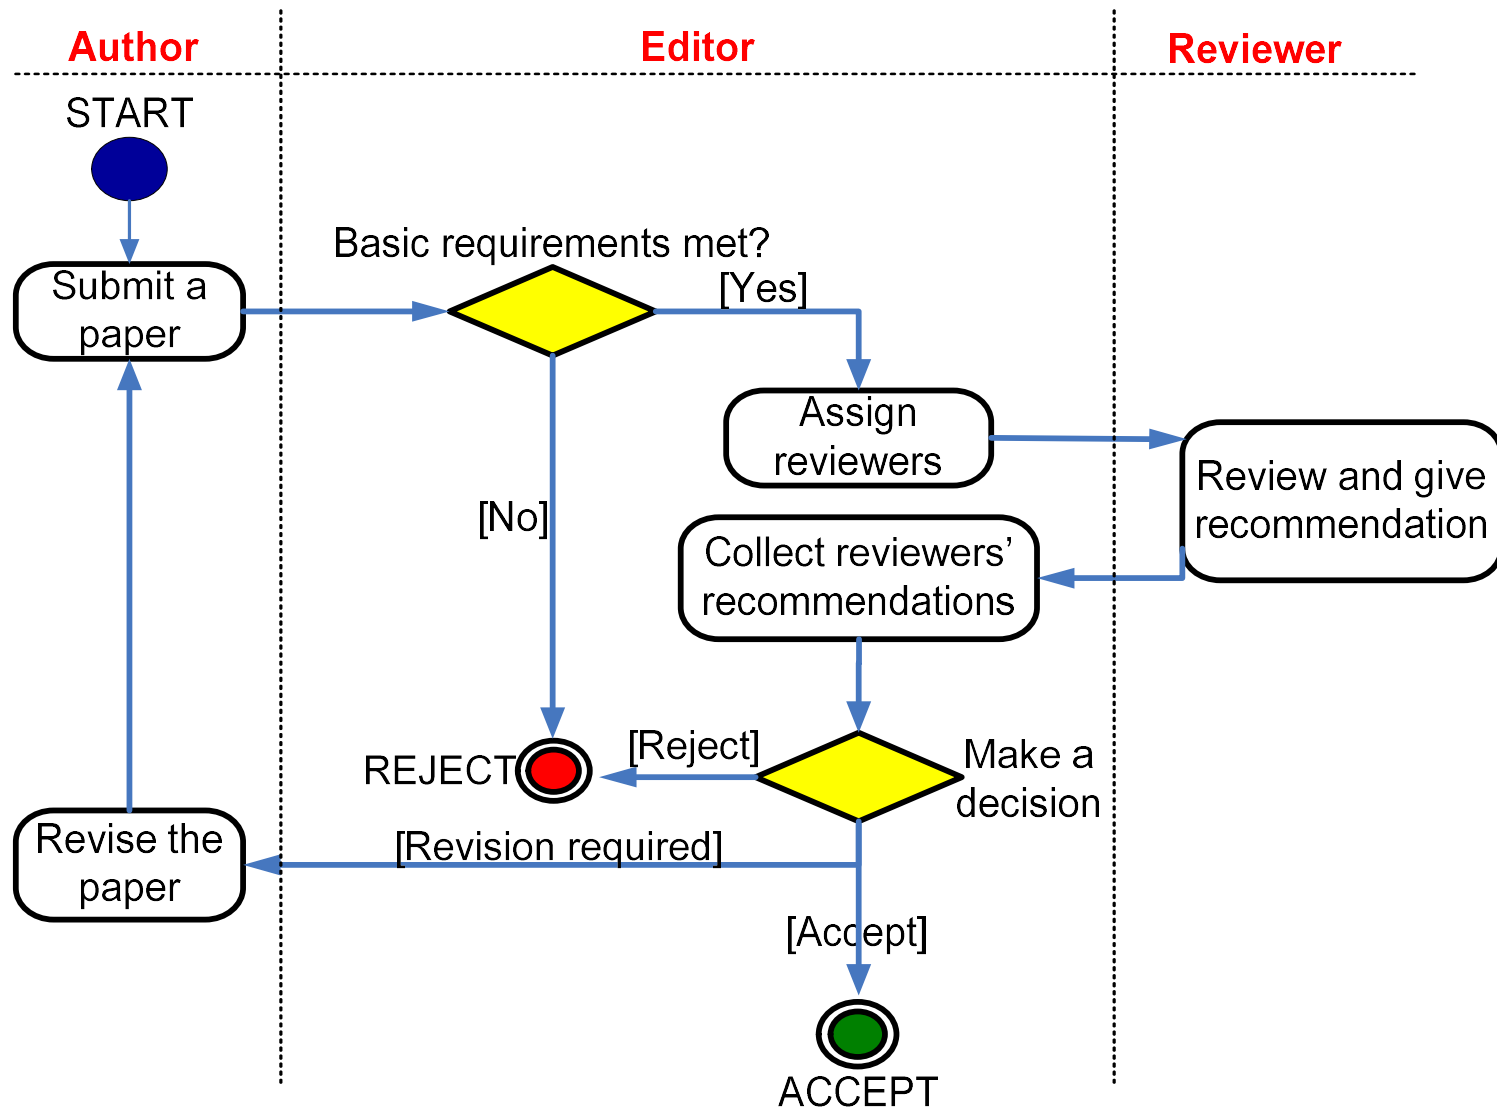 Author
Editor
Reviewer
START
Basic requirements met?
[Yes]
Submit a
paper
Assign
reviewers
Review and give
recommendation
[No]
Collect reviewers’
recommendations
REJECT
[Reject]
Make a
decision
Revise the
paper
[Revision required]
[Accept]
ACCEPT